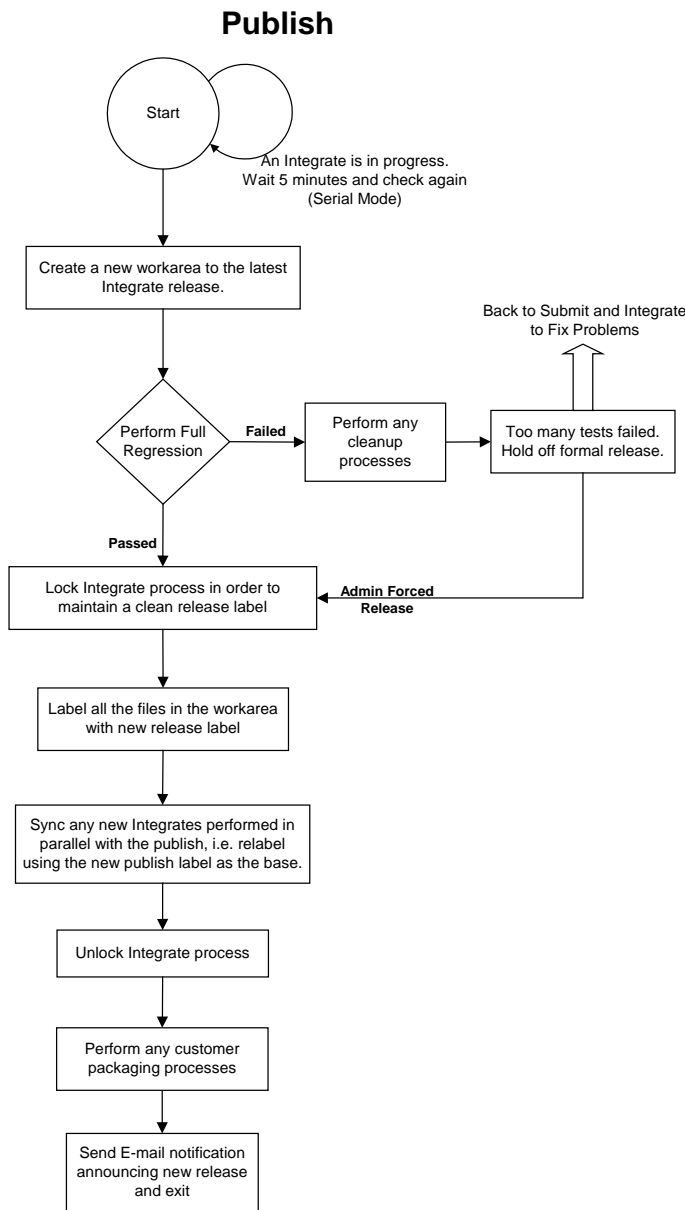 Publish
Start
An Integrate is in progress.
Wait 5 minutes and check again
(Serial Mode)
Create a new workarea to the latest
Integrate release.
Back to Submit and Integrate
to Fix Problems
Perform Full
Regression
Failed
Perform any
cleanup
processes
Too many tests failed.
Hold off formal release.
Passed
Lock Integrate process in order to
maintain a clean release label
Admin Forced
Release
Label all the files in the workarea
with new release label
Sync any new Integrates performed in
parallel with the publish, i.e. relabel
using the new publish label as the base.
Unlock Integrate process
Perform any customer
packaging processes
Send E-mail notification
announcing new release
and exit